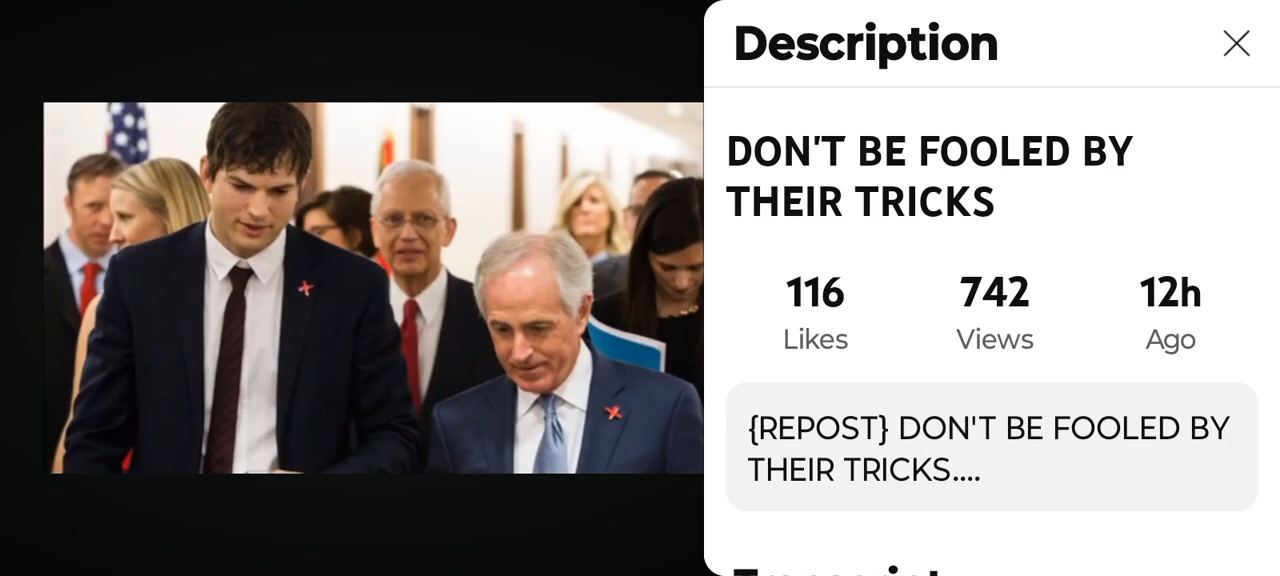 Description
DON'T BE FOOLED BY
THEIR TRICKS
116
Likes
742
Views
12h
Ago
{REPOST} DON'T BE FOOLED BY
THEIR TRICKS....